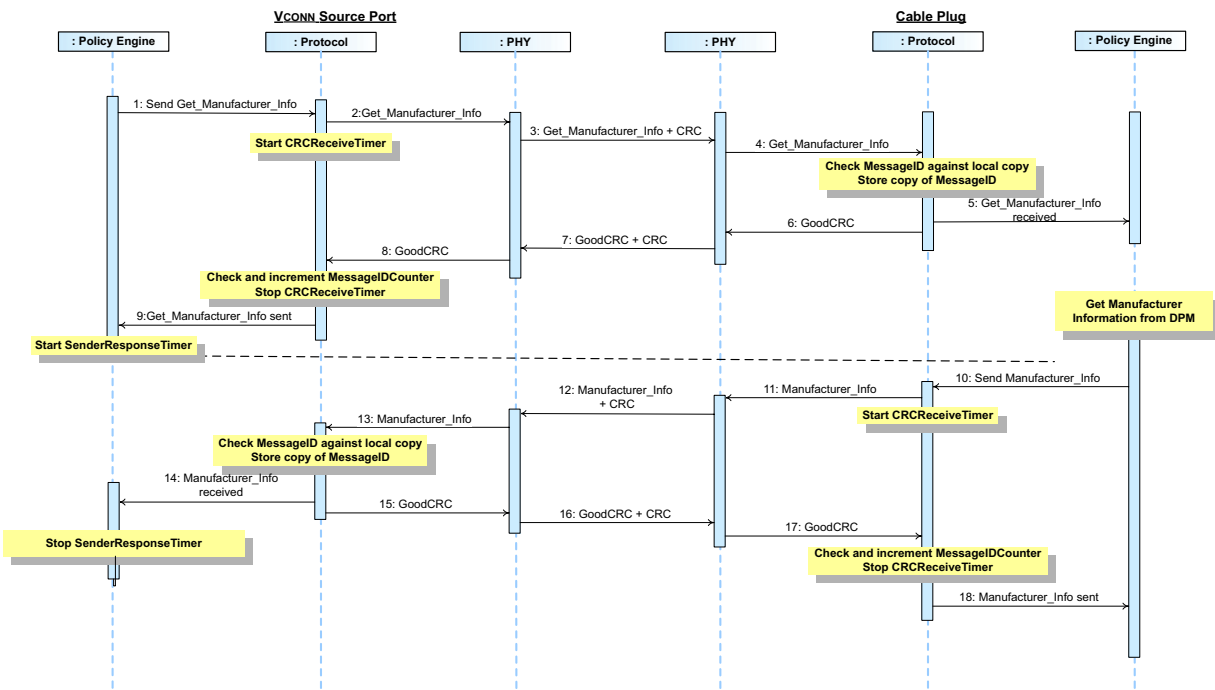 VCONN Source Port
Cable Plug
: Policy Engine
: Protocol
: PHY
: PHY
: Protocol
: Policy Engine
1: Send Get_Manufacturer_Info
2:Get_Manufacturer_Info
Start CRCReceiveTimer
3: Get_Manufacturer_Info + CRC
4: Get_Manufacturer_Info
Check MessageID against local copy
Store copy of MessageID
5: Get_Manufacturer_Info
received
6: GoodCRC
7: GoodCRC + CRC
8: GoodCRC
Check and increment MessageIDCounter
Stop CRCReceiveTimer
9:Get_Manufacturer_Info sent
Start SenderResponseTimer
Get Manufacturer
Information from DPM
10: Send Manufacturer_Info
11: Manufacturer_Info
Start CRCReceiveTimer
12: Manufacturer_Info
+ CRC
13: Manufacturer_Info
Check MessageID against local copy
Store copy of MessageID
14: Manufacturer_Info
received
15: GoodCRC
16: GoodCRC + CRC
17: GoodCRC
Stop SenderResponseTimer
Check and increment MessageIDCounter
Stop CRCReceiveTimer
18: Manufacturer_Info sent